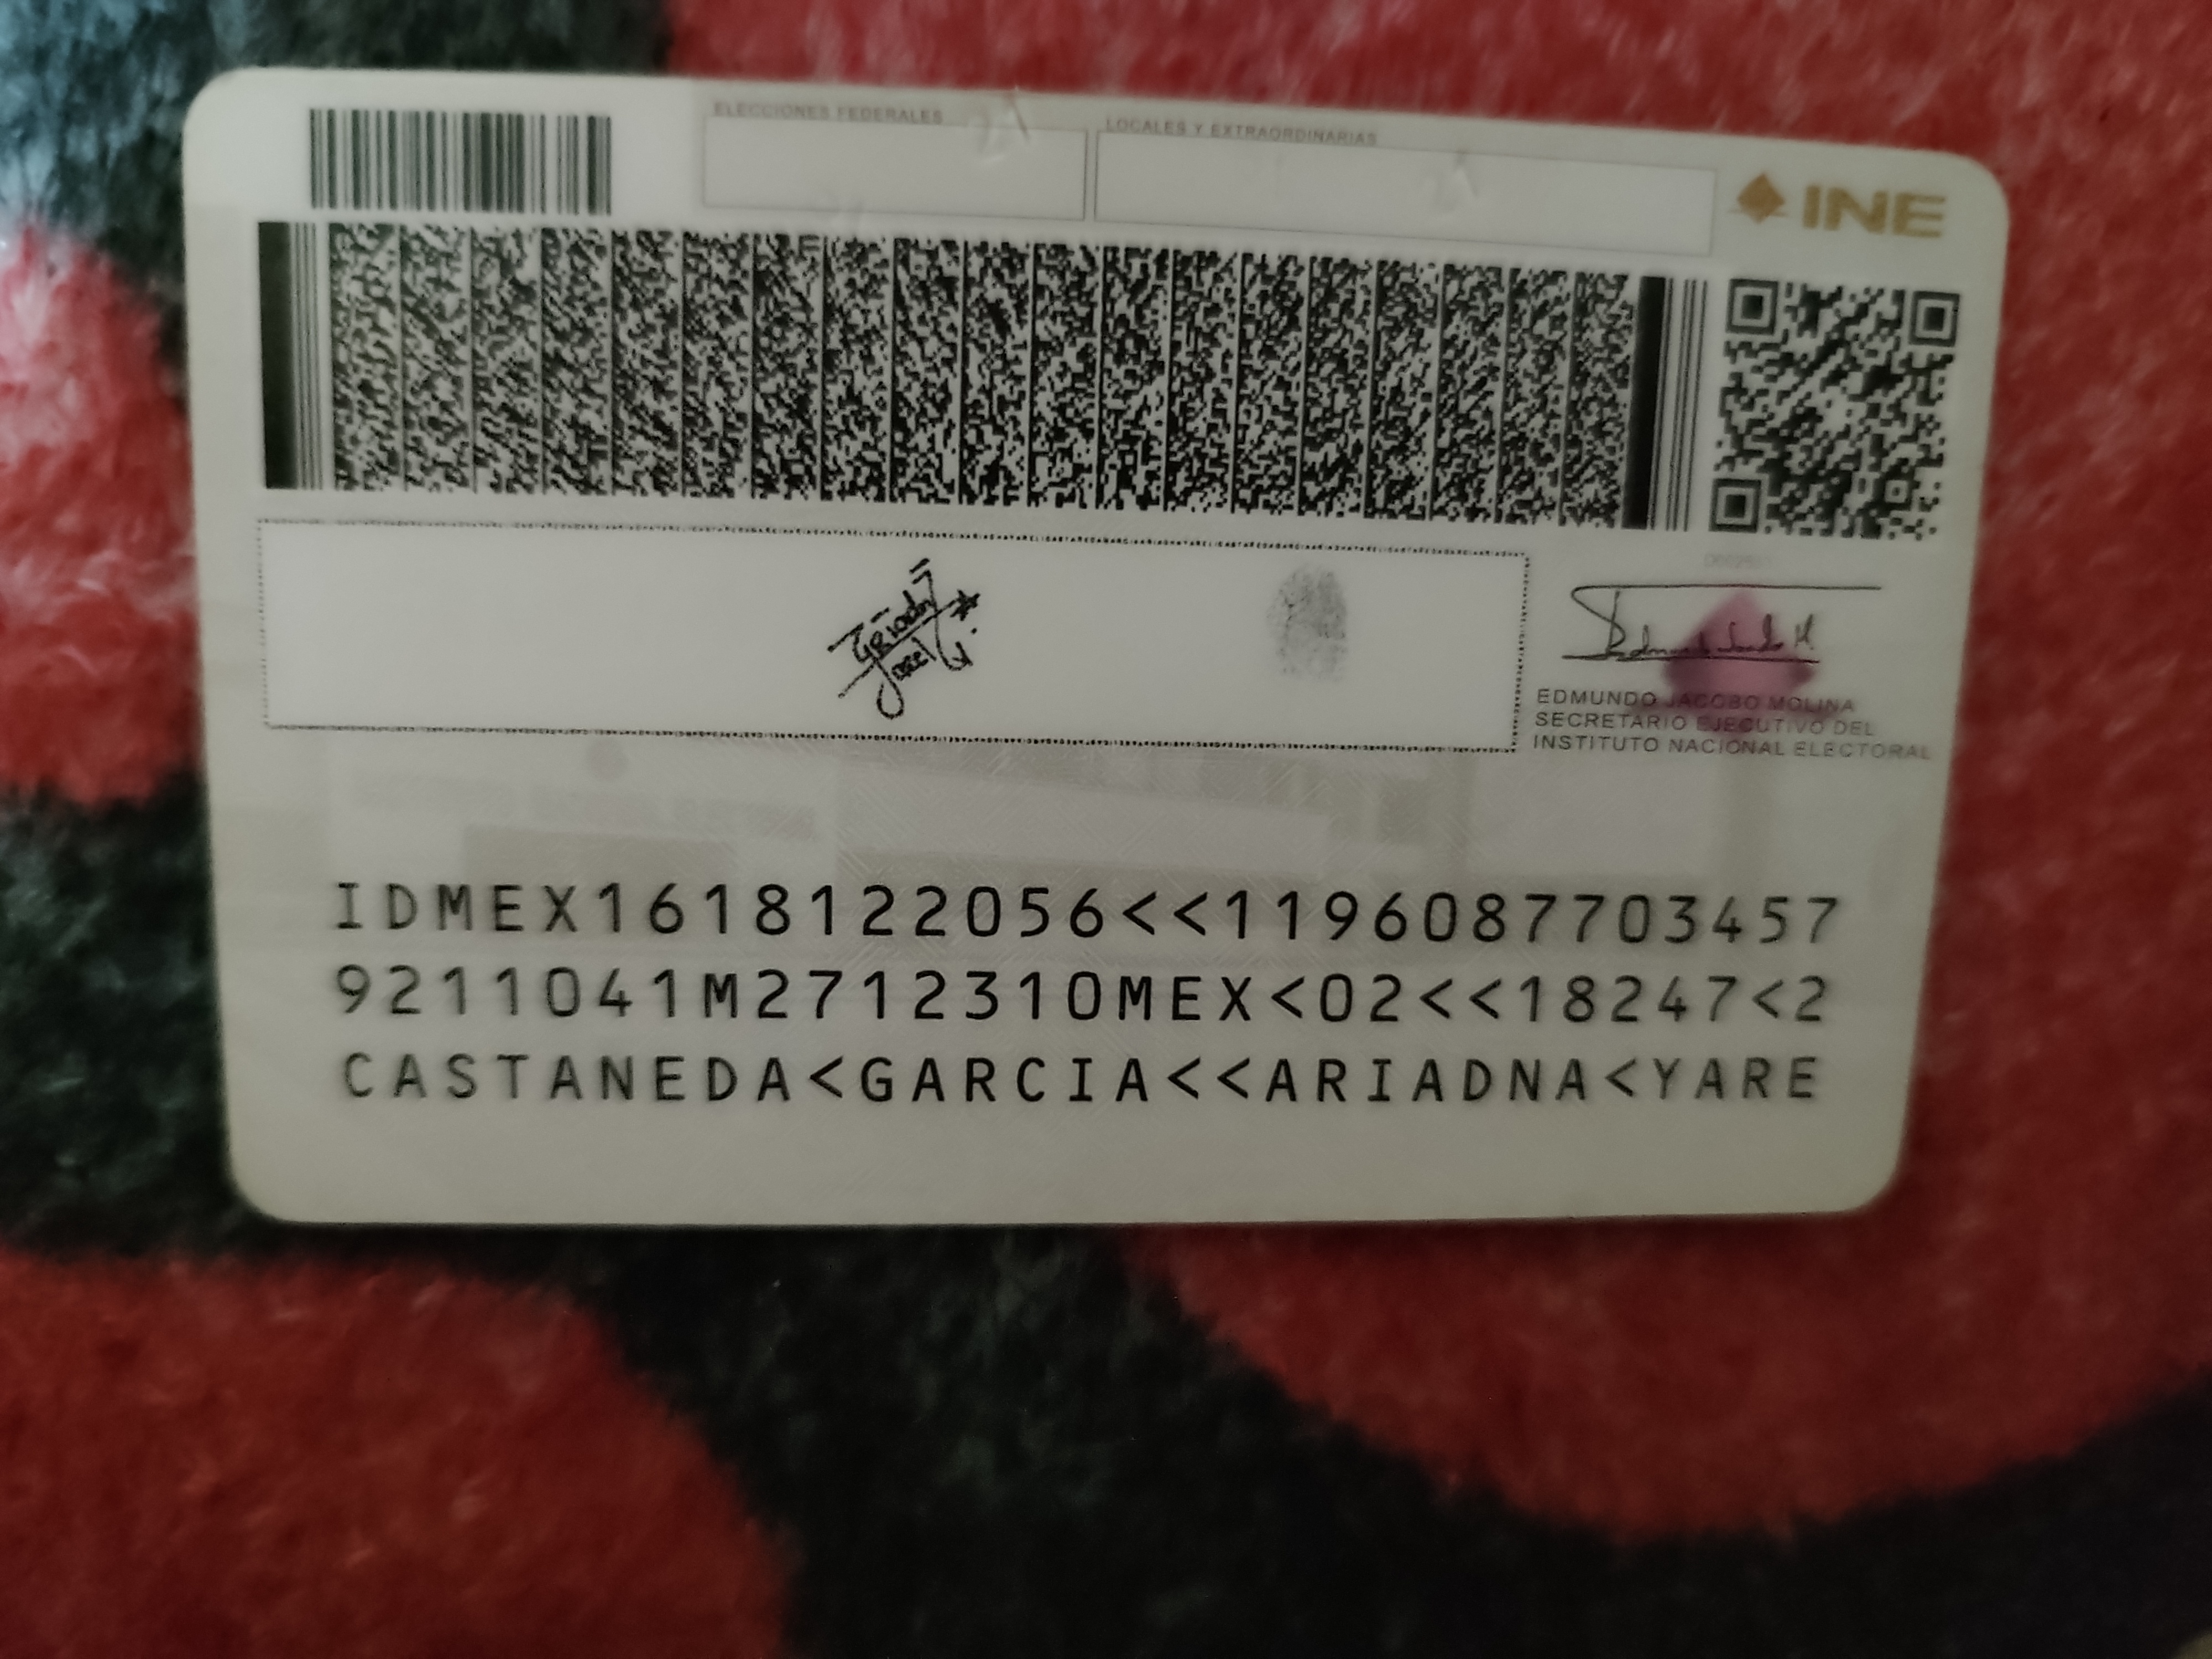 ELECCIONES FEDERALES
LOCALES Y EXTRAORDINARIAS
INE
EDMUNDO JACOBO MOLINA
SECRETARIO EJECUTIVO DEL
INSTITUTO NACIONAL ELECTORAL
IDMEX1618122056<<1196087703457
9211041M2712310MEX<02<<18247<2
CASTANEDA<GARCIA<<ARIADNA<YARE